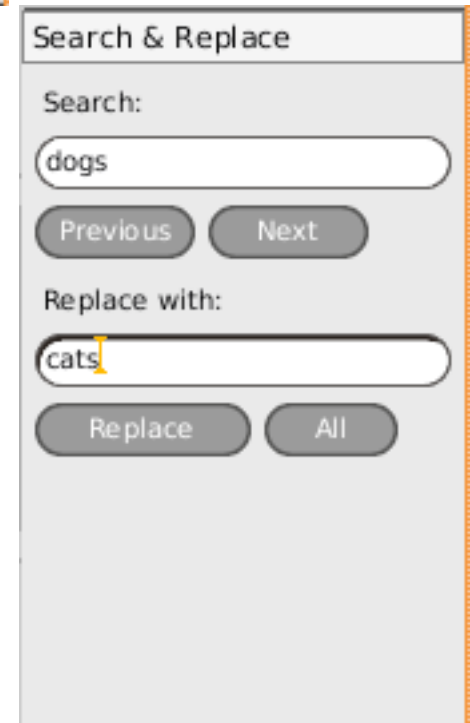 Search & Replace
Search:
dogs
Previous Next
Replace with:
cats
Replace All